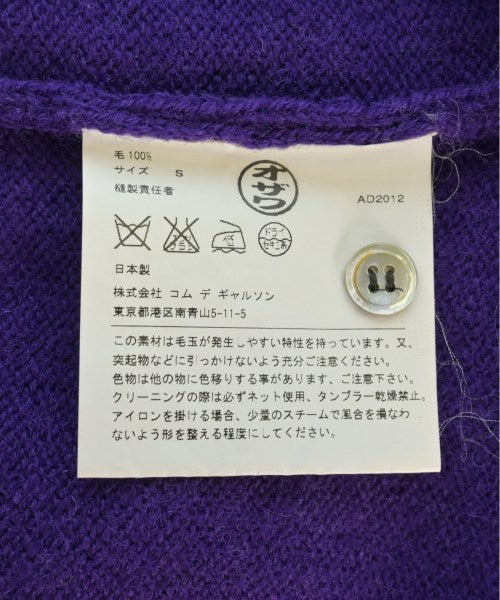 毛 100%
サイズ S
縫製責任者
オザワ
AD2012
エンソサラシ
ドライ
セキユ系
低
日本製
株式会社 コム デ ギャルソン
東京都港区南青山5-11-5
この素材は毛玉が発生しやすい特性を持っています。又、
突起物などに引っかけないよう充分ご注意ください。
色物は他の物に色移りする事があります、ご注意ください。
クリーニングの際は必ずネット使用、タンブラー乾燥禁止。
アイロンを掛ける場合、少量のスチームで風合を損なわ
ないよう形を整える程度にしてください。